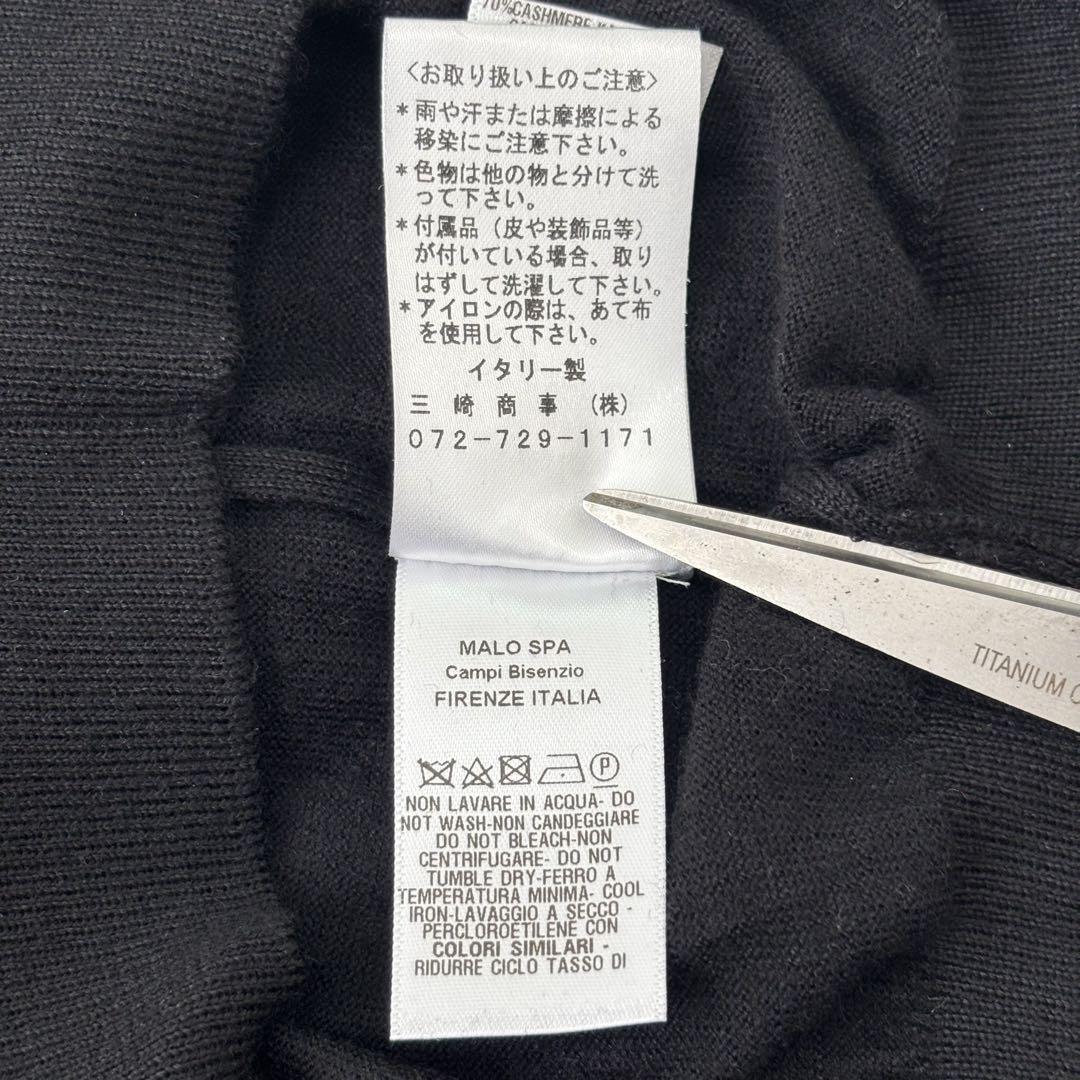 70%CASHMERE
〈お取り扱い上のご注意〉
*雨や汗または摩擦による
移染にご注意下さい。
*色物は他の物と分けて洗
って下さい。
*付属品（皮や装飾品等）
が付いている場合、取り
はずして洗濯して下さい。
*アイロンの際は、あて布
を使用して下さい。
イタリー製
三崎商事（株）
072-729-1171
TITANIUM
MALO SPA
Campi Bisenzio
FIRENZE ITALIA
P
NON LAVARE IN ACQUA- DO
NOT WASH-NON CANDEGGIARE
DO NOT BLEACH-NON
CENTRIFUGARE- DO NOT
TUMBLE DRY-FERRO A
TEMPERATURA MINIMA- COOL
IRON-LAVAGGIO A SECCO -
PERCLOROETILENE CON
COLORI SIMILARI -
RIDURRE CICLO TASSO DI